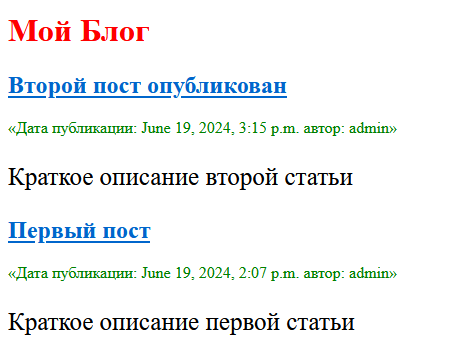 Мой Блог
Второй пост опубликован
«Дата публикации: June 19, 2024, 3:15 p.m. автор: admin»
Краткое описание второй статьи
Первый пост
«Дата публикации: June 19, 2024, 2:07 p.m. автор: admin»
Краткое описание первой статьи